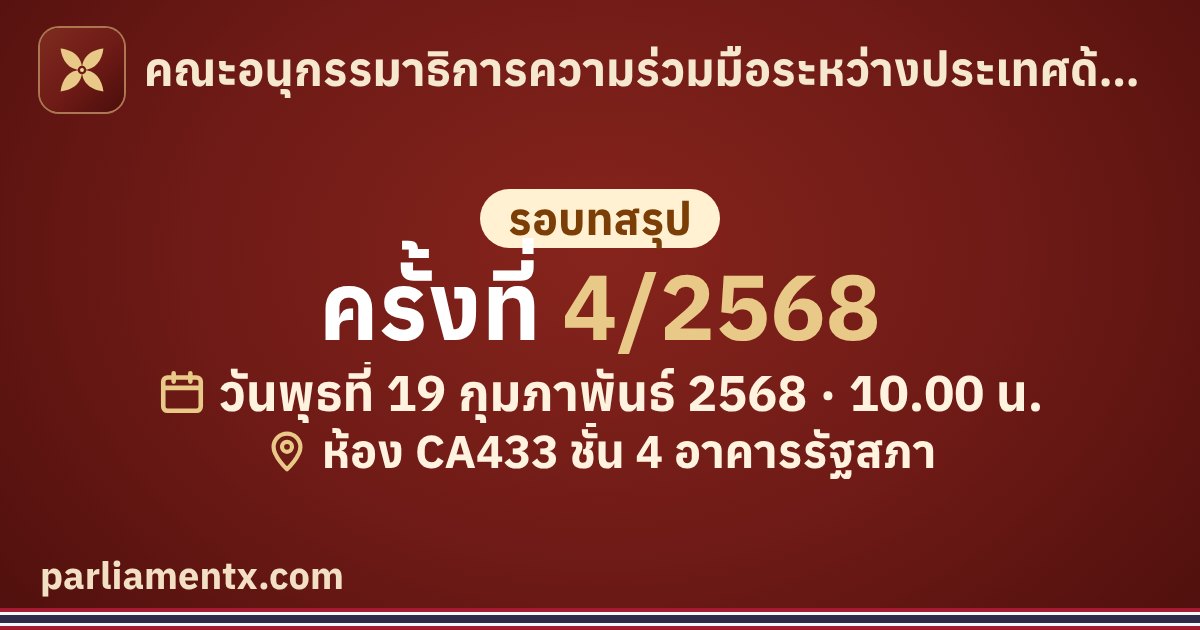 คณะอนุกรรมาธิการความร่วมมือระหว่างประเทศด้...
รอบทสรุป
ครั้งที่ 4/2568
วันพุธที่ 19 กุมภาพันธ์ 2568 · 10.00 น.
ห้อง CA433 ชั้น 4 อาคารรัฐสภา
parliamentx.com